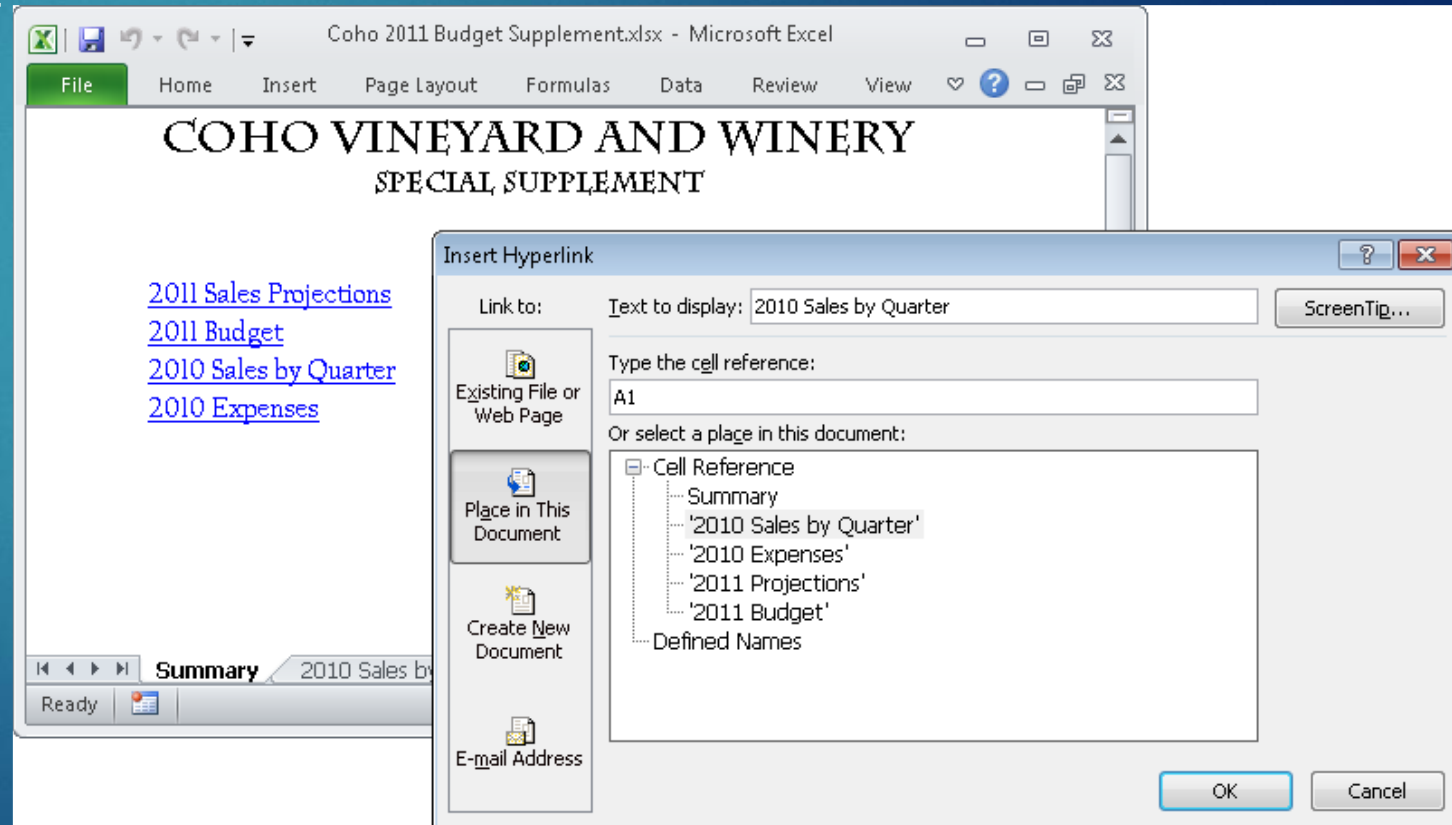 Coho 2011 Budget Supplement.xlsx - Microsoft Excel
File Home Insert Page Layout Formulas Data Review View
COHO VINEYARD AND WINERY
SPECIAL SUPPLEMENT
2011 Sales Projections
2011 Budget
2010 Sales by Quarter
2010 Expenses
Summary 2010 Sales by
Ready
Insert Hyperlink
Link to:
Existing File or
Web Page
Place in This
Document
Create New
Document
E-mail Address
Text to display: 2010 Sales by Quarter
ScreenTip...
Type the cell reference:
A1
Or select a place in this document:
Cell Reference
Summary
'2010 Sales by Quarter'
'2010 Expenses'
'2011 Projections'
'2011 Budget'
Defined Names
OK Cancel